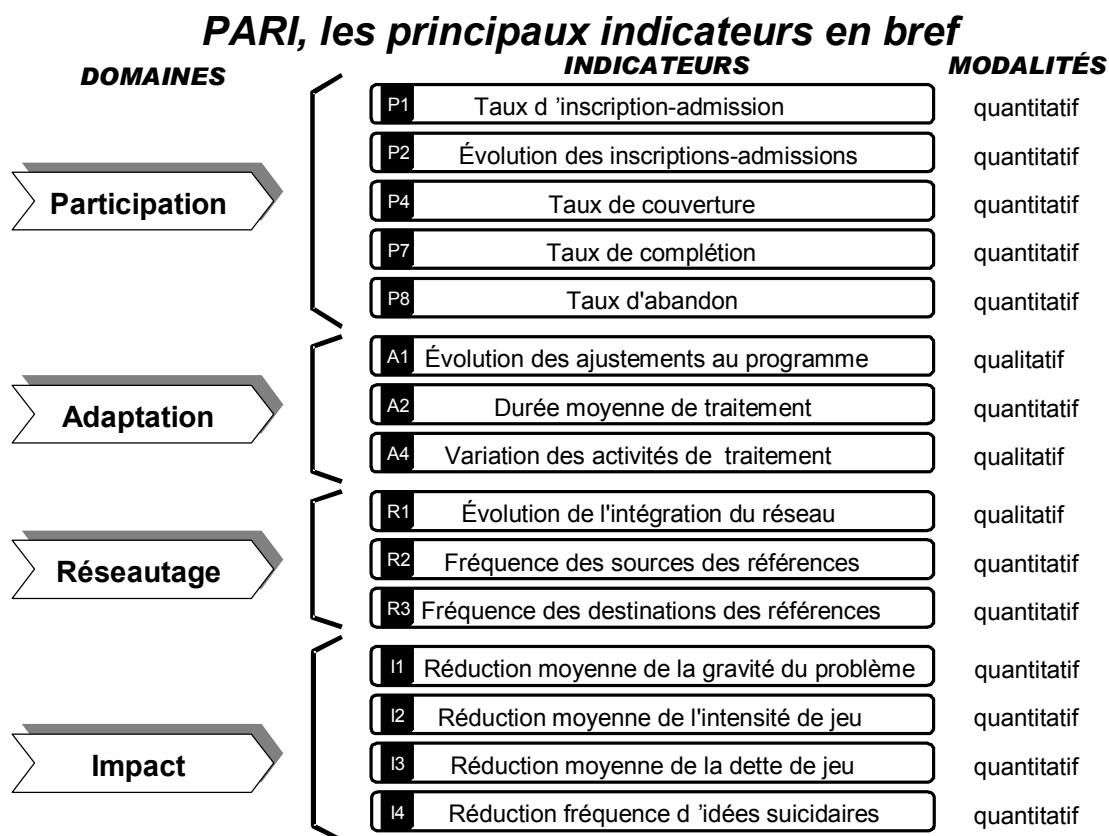 PARI, les principaux indicateurs en bref
DOMAINES INDICATEURS MODALITÉS
P1 Taux d 'inscription-admission quantitatif
P2 Évolution des inscriptions-admissions quantitatif
Participation P4 Taux de couverture quantitatif
P7 Taux de complétion quantitatif
P8 Taux d'abandon quantitatif
A1 Évolution des ajustements au programme qualitatif
Adaptation A2 Durée moyenne de traitement quantitatif
A4 Variation des activités de traitement qualitatif
R1 Évolution de l'intégration du réseau qualitatif
Réseautage R2 Fréquence des sources des références quantitatif
R3 Fréquence des destinations des références quantitatif
I1 Réduction moyenne de la gravité du problème quantitatif
I2 Réduction moyenne de l'intensité de jeu quantitatif
Impact I3 Réduction moyenne de la dette de jeu quantitatif
I4 Réduction fréquence d 'idées suicidaires quantitatif